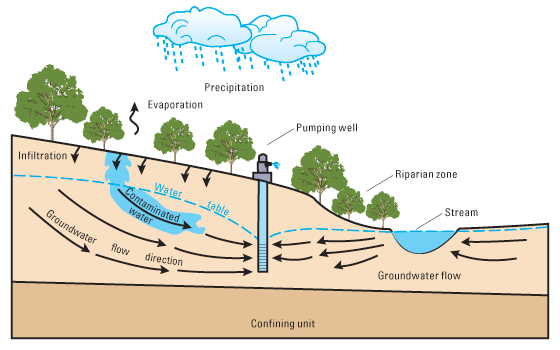 Precipitation
Evaporation
Pumping well
Infiltration
Riparian zone
Water table
Contaminated
water
Stream
Groundwater flow direction
Groundwater flow
Confining unit